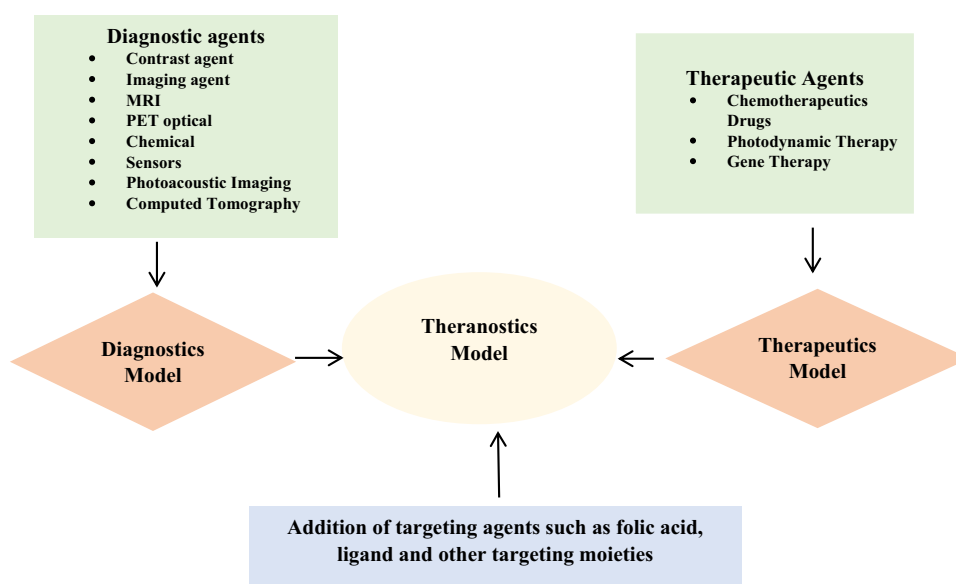 Diagnostic agents
• Contrast agent
• Imaging agent
• MRI
• PET optical
• Chemical
• Sensors
• Photoacoustic Imaging
• Computed Tomography
Therapeutic Agents
• Chemotherapeutics
Drugs
• Photodynamic Therapy
• Gene Therapy
Diagnostics
Model
Theranostics
Model
Therapeutics
Model
Addition of targeting agents such as folic acid,
ligand and other targeting moieties